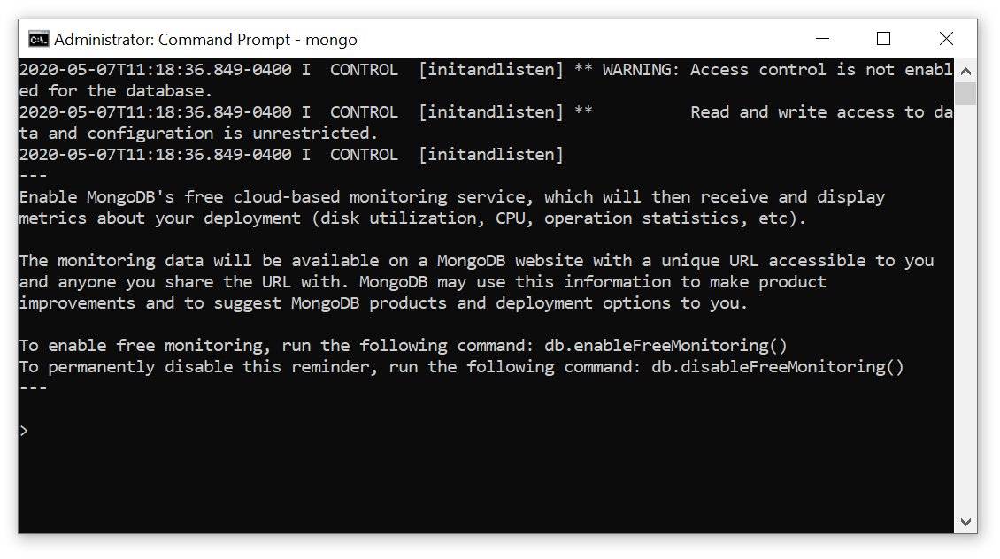 Administrator: Command Prompt - mongo
2020-05-07T11:18:36.849-0400 I  CONTROL  [initandlisten] ** WARNING: Access control is not enabl
ed for the database.
2020-05-07T11:18:36.849-0400 I  CONTROL  [initandlisten] **          Read and write access to da
ta and configuration is unrestricted.
2020-05-07T11:18:36.849-0400 I  CONTROL  [initandlisten]
---
Enable MongoDB's free cloud-based monitoring service, which will then receive and display
metrics about your deployment (disk utilization, CPU, operation statistics, etc).

The monitoring data will be available on a MongoDB website with a unique URL accessible to you
and anyone you share the URL with. MongoDB may use this information to make product
improvements and to suggest MongoDB products and deployment options to you.

To enable free monitoring, run the following command: db.enableFreeMonitoring()
To permanently disable this reminder, run the following command: db.disableFreeMonitoring()
---

>